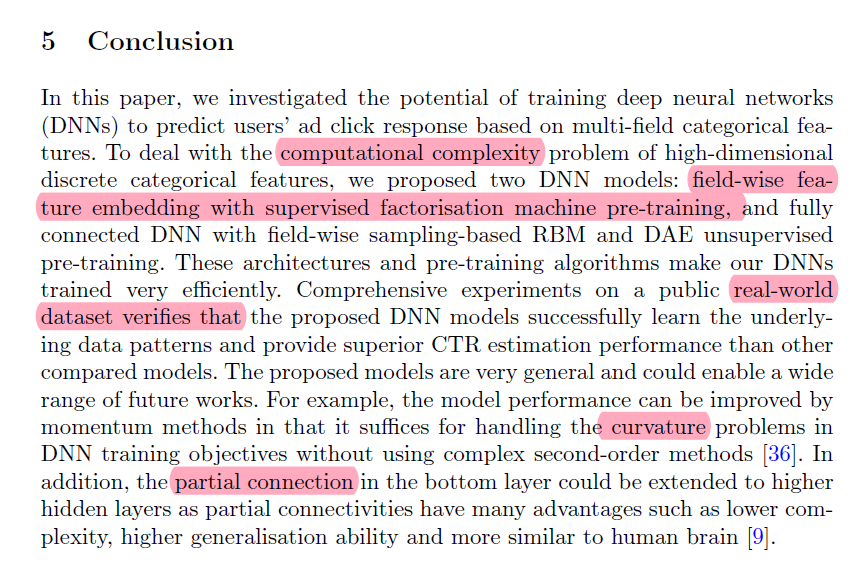 5 Conclusion
In this paper, we investigated the potential of training deep neural networks
(DNNs) to predict users' ad click response based on multi-field categorical fea-
tures. To deal with the computational complexity problem of high-dimensional
discrete categorical features, we proposed two DNN models: field-wise fea-
ture embedding with supervised factorisation machine pre-training, and fully
connected DNN with field-wise sampling-based RBM and DAE unsupervised
pre-training. These architectures and pre-training algorithms make our DNNs
trained very efficiently. Comprehensive experiments on a public real-world
dataset verifies that the proposed DNN models successfully learn the underly-
ing data patterns and provide superior CTR estimation performance than other
compared models. The proposed models are very general and could enable a wide
range of future works. For example, the model performance can be improved by
momentum methods in that it suffices for handling the curvature problems in
DNN training objectives without using complex second-order methods [36]. In
addition, the partial connection in the bottom layer could be extended to higher
hidden layers as partial connectivities have many advantages such as lower com-
plexity, higher generalisation ability and more similar to human brain [9].